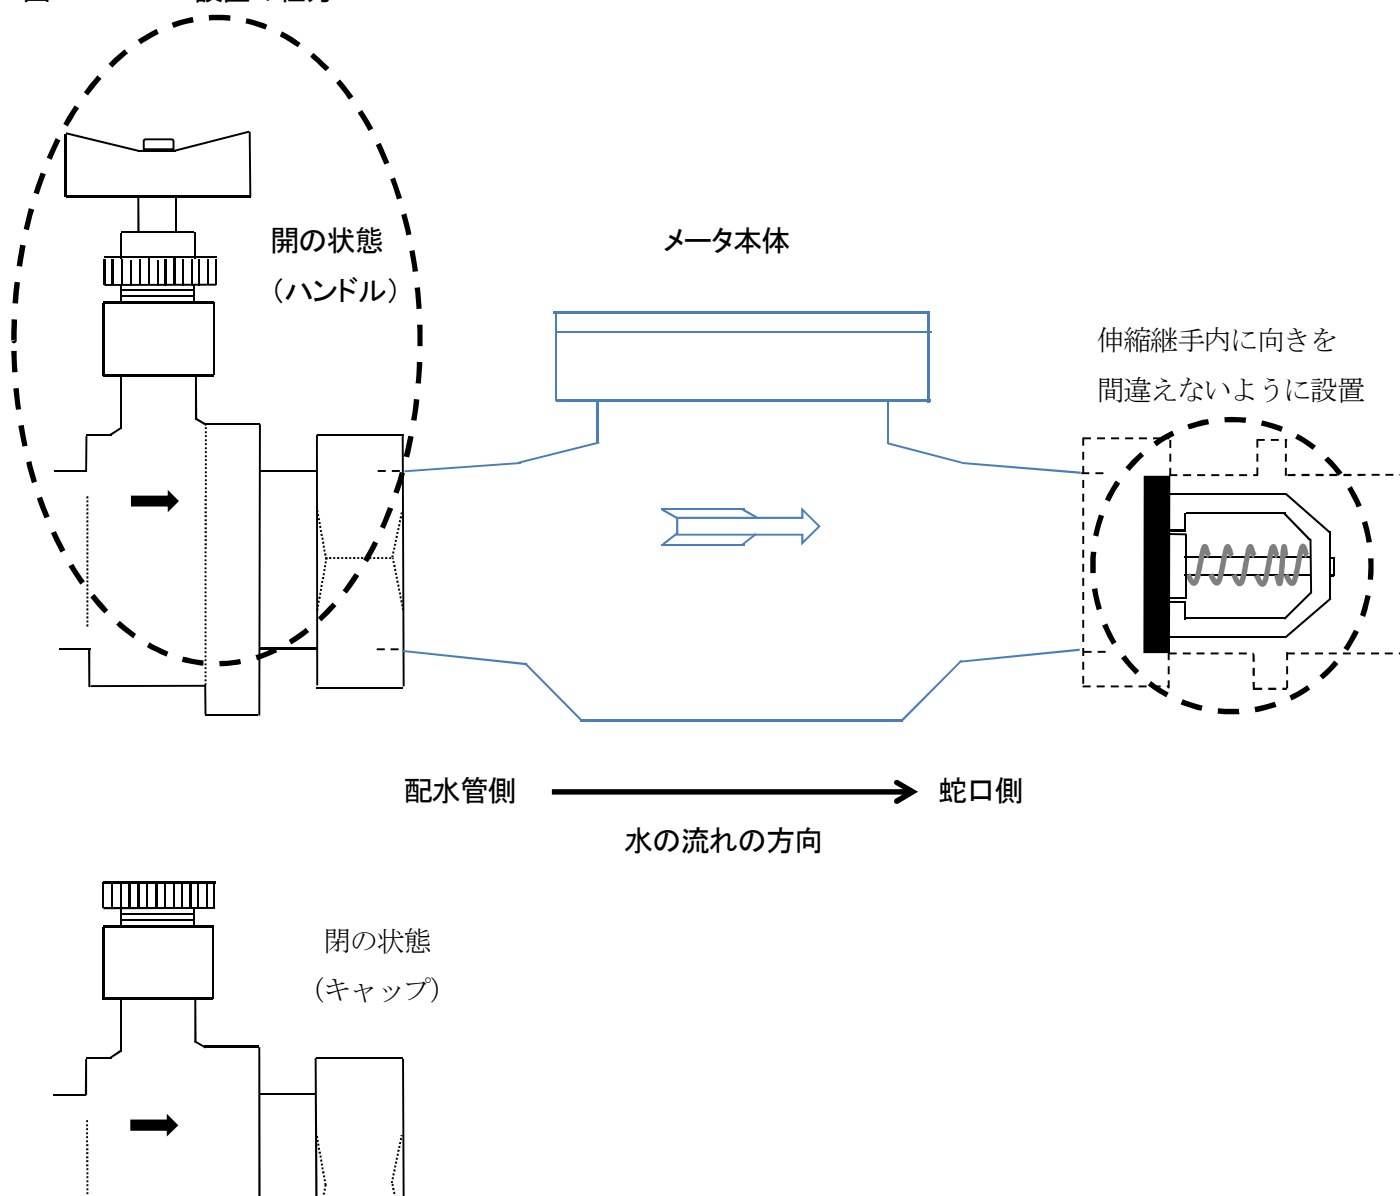 開の状態
（ハンドル）
メータ本体
伸縮継手内に向きを
間違えないように設置
配水管側
蛇口側
水の流れの方向
閉の状態
（キャップ）